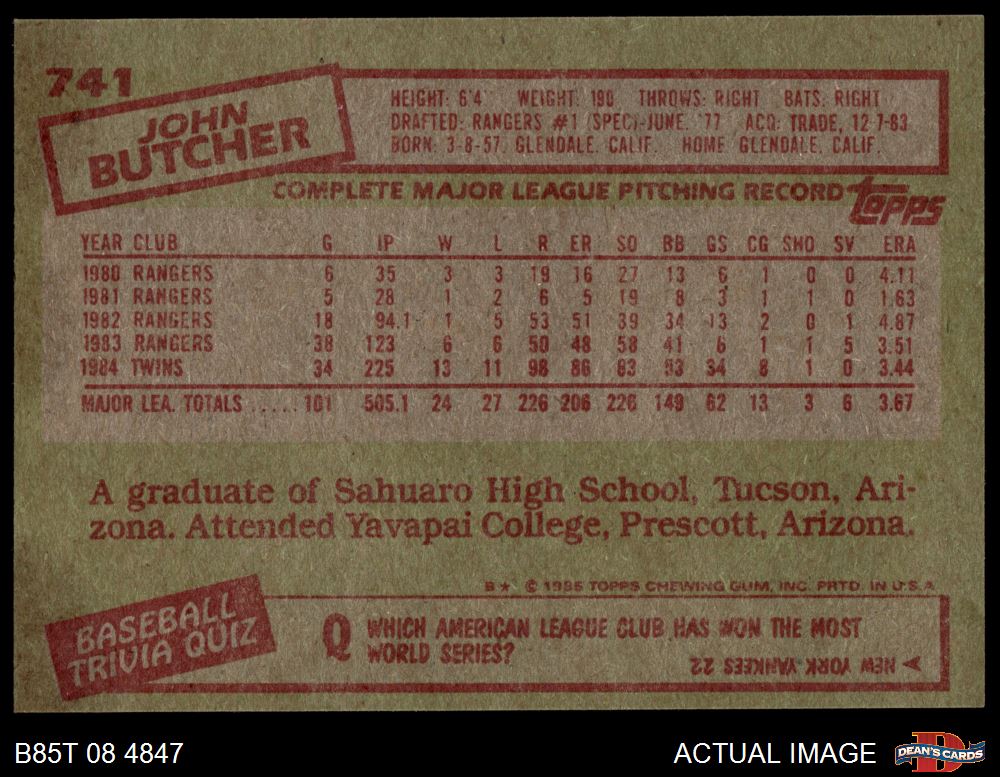 741
JOHN
BUTCHER
HEIGHT: 6'4" WEIGHT: 190 THROWS: RIGHT BATS: RIGHT
DRAFTED: RANGERS #1 (SPEC)-JUNE, '77 ACQ: TRADE, 12-7-83
BORN: 3-8-57, GLENDALE, CALIF. HOME GLENDALE, CALIF.
COMPLETE MAJOR LEAGUE PITCHING RECORD
TOPPS
YEAR CLUB G IP W L R ER SO BB GS CG SHO SV ERA
1980 RANGERS 6 35 3 3 19 16 27 13 6 1 0 0 4.11
1981 RANGERS 5 28 1 2 6 5 19 8 3 1 1 0 1.63
1982 RANGERS 18 94.1 1 5 53 51 39 34 13 2 0 1 4.87
1983 RANGERS 38 123 6 6 50 48 58 41 6 1 1 5 3.51
1984 TWINS 34 225 13 11 98 86 83 53 34 8 1 0 3.44
MAJOR LEA. TOTALS ..... 101 505.1 24 27 226 206 226 149 62 13 3 6 3.67
A graduate of Sahuaro High School, Tucson, Ari-
zona. Attended Yavapai College, Prescott, Arizona.
B★ © 1985 TOPPS CHEWING GUM, INC. PRTD. IN U.S.A.
BASEBALL
TRIVIA QUIZ
Q WHICH AMERICAN LEAGUE CLUB HAS WON THE MOST
WORLD SERIES?
NEW YORK YANKEES 22
B85T 08 4847
ACTUAL IMAGE
DEAN'S CARDS